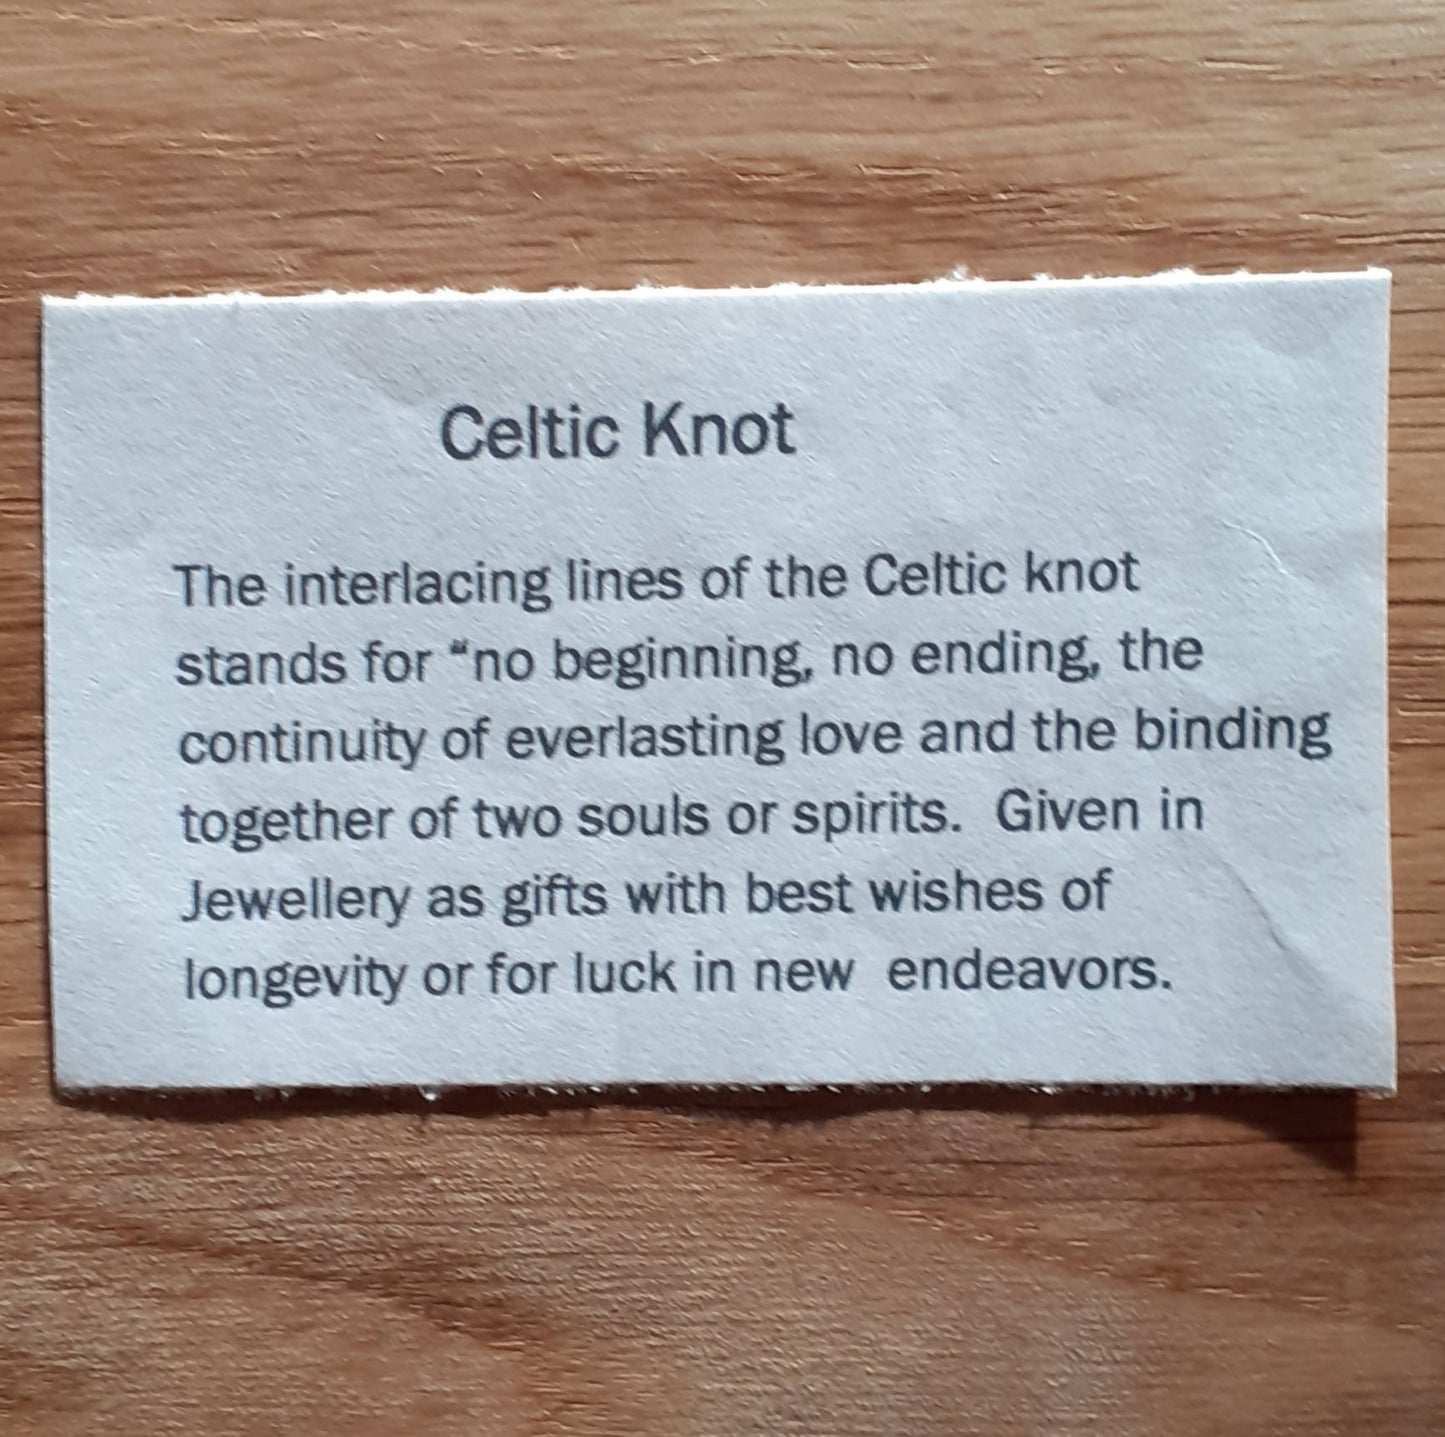 Celtic Knot
The interlacing lines of the Celtic knot
stands for “no beginning, no ending, the
continuity of everlasting love and the binding
together of two souls or spirits.  Given in
Jewellery as gifts with best wishes of
longevity or for luck in new  endeavors.